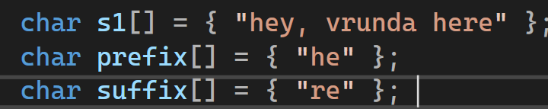 char s1[] = { "hey, vrunda here" };
char prefix[] = { "he" };
char suffix[] = { "re" };